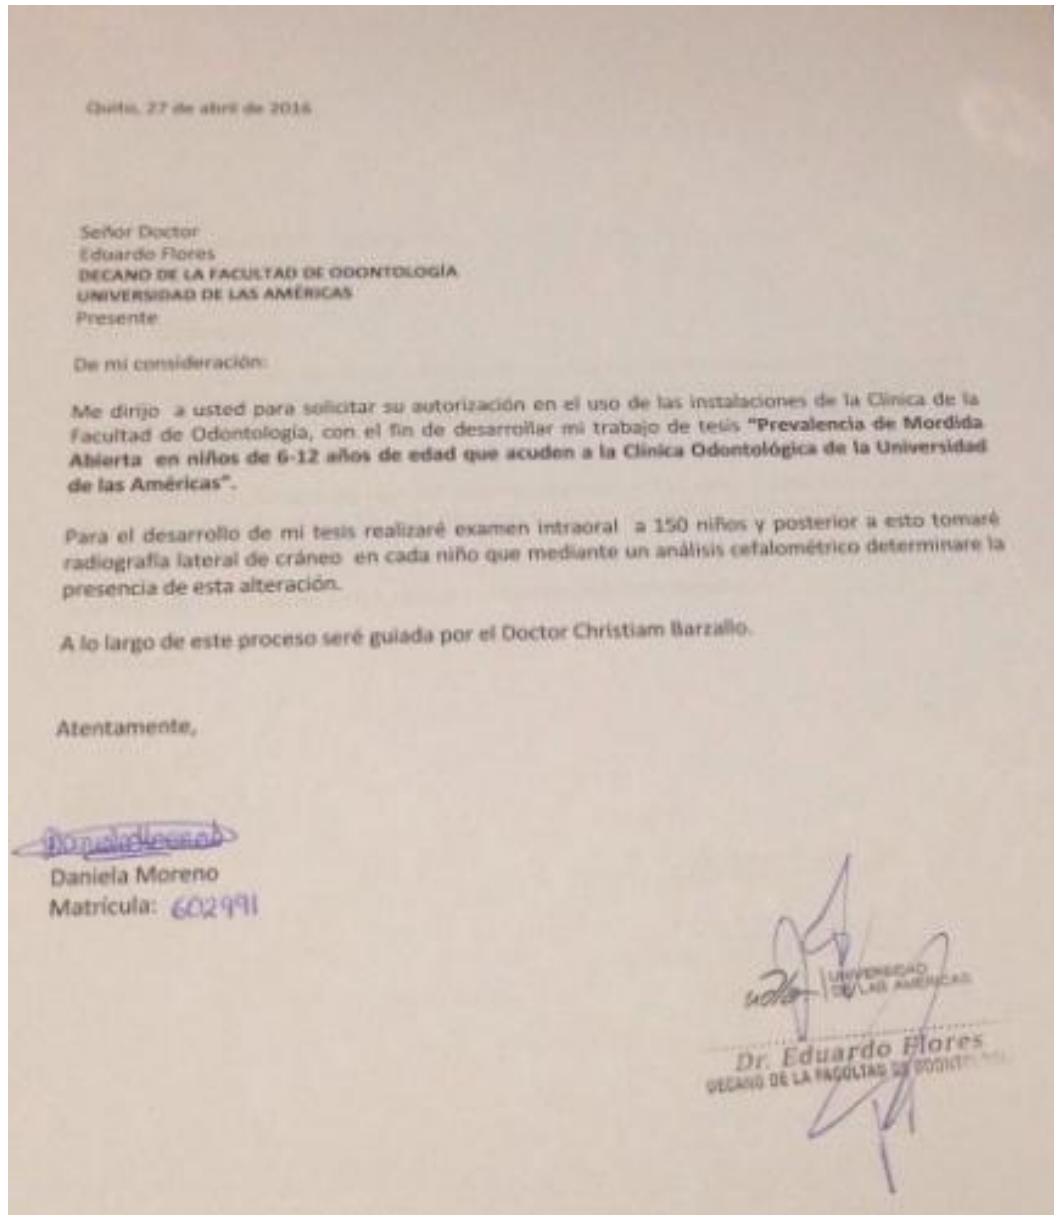 Quito, 27 de abril de 2016
Señor Doctor
Eduardo Flores
DECANO DE LA FACULTAD DE ODONTOLOGÍA
UNIVERSIDAD DE LAS AMÉRICAS
Presente
De mi consideración:
Me dirijo a usted para solicitar su autorización en el uso de las instalaciones de la Clínica de la
Facultad de Odontología, con el fin de desarrollar mi trabajo de tesis "Prevalencia de Mordida
Abierta en niños de 6-12 años de edad que acuden a la Clínica Odontológica de la Universidad
de las Américas".
Para el desarrollo de mi tesis realizaré examen intraoral a 150 niños y posterior a esto tomaré
radiografía lateral de cráneo en cada niño que mediante un análisis cefalométrico determinare la
presencia de esta alteración.
A lo largo de este proceso seré guiada por el Doctor Christiam Barzallo.
Atentamente,
Daniela Moreno
Daniela Moreno
Matrícula: 602991
udla UNIVERSIDAD
DE LAS AMÉRICAS
Dr. Eduardo Flores
DECANO DE LA FACULTAD DE ODONTOLOGÍA